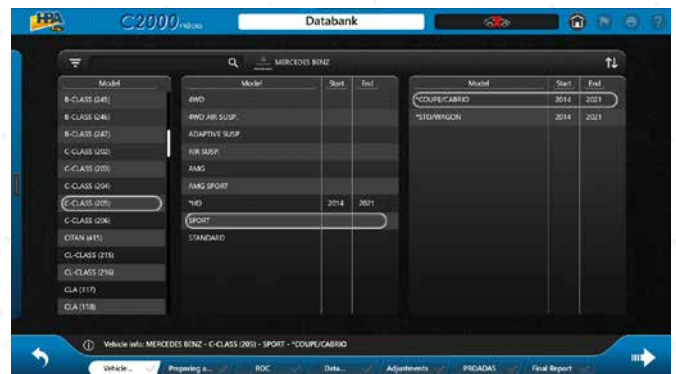 HPA C2000 Databank
MERCEDES BENZ
Model Model Start End Model Start End
B-CLASS (245) 4WD *COUPE/CABRIO 2014 2021
B-CLASS (246) 4WD AIR SUSP. *STD/WAGON 2014 2021
B-CLASS (247) ADAPTIVE SUSP.
C-CLASS (202) AIR SUSP.
C-CLASS (203) AMG
C-CLASS (204) AMG SPORT
C-CLASS (205) *HD 2014 2021
C-CLASS (206) SPORT
CITAN (415) STANDARD
CL-CLASS (215)
CL-CLASS (216)
CLA (117)
CLA (118)
Vehicle info: MERCEDES BENZ - C-CLASS (205) - SPORT - *COUPE/CABRIO
Vehicle... Preparing a... ROC Data... Adjustments PROADAS Final Report